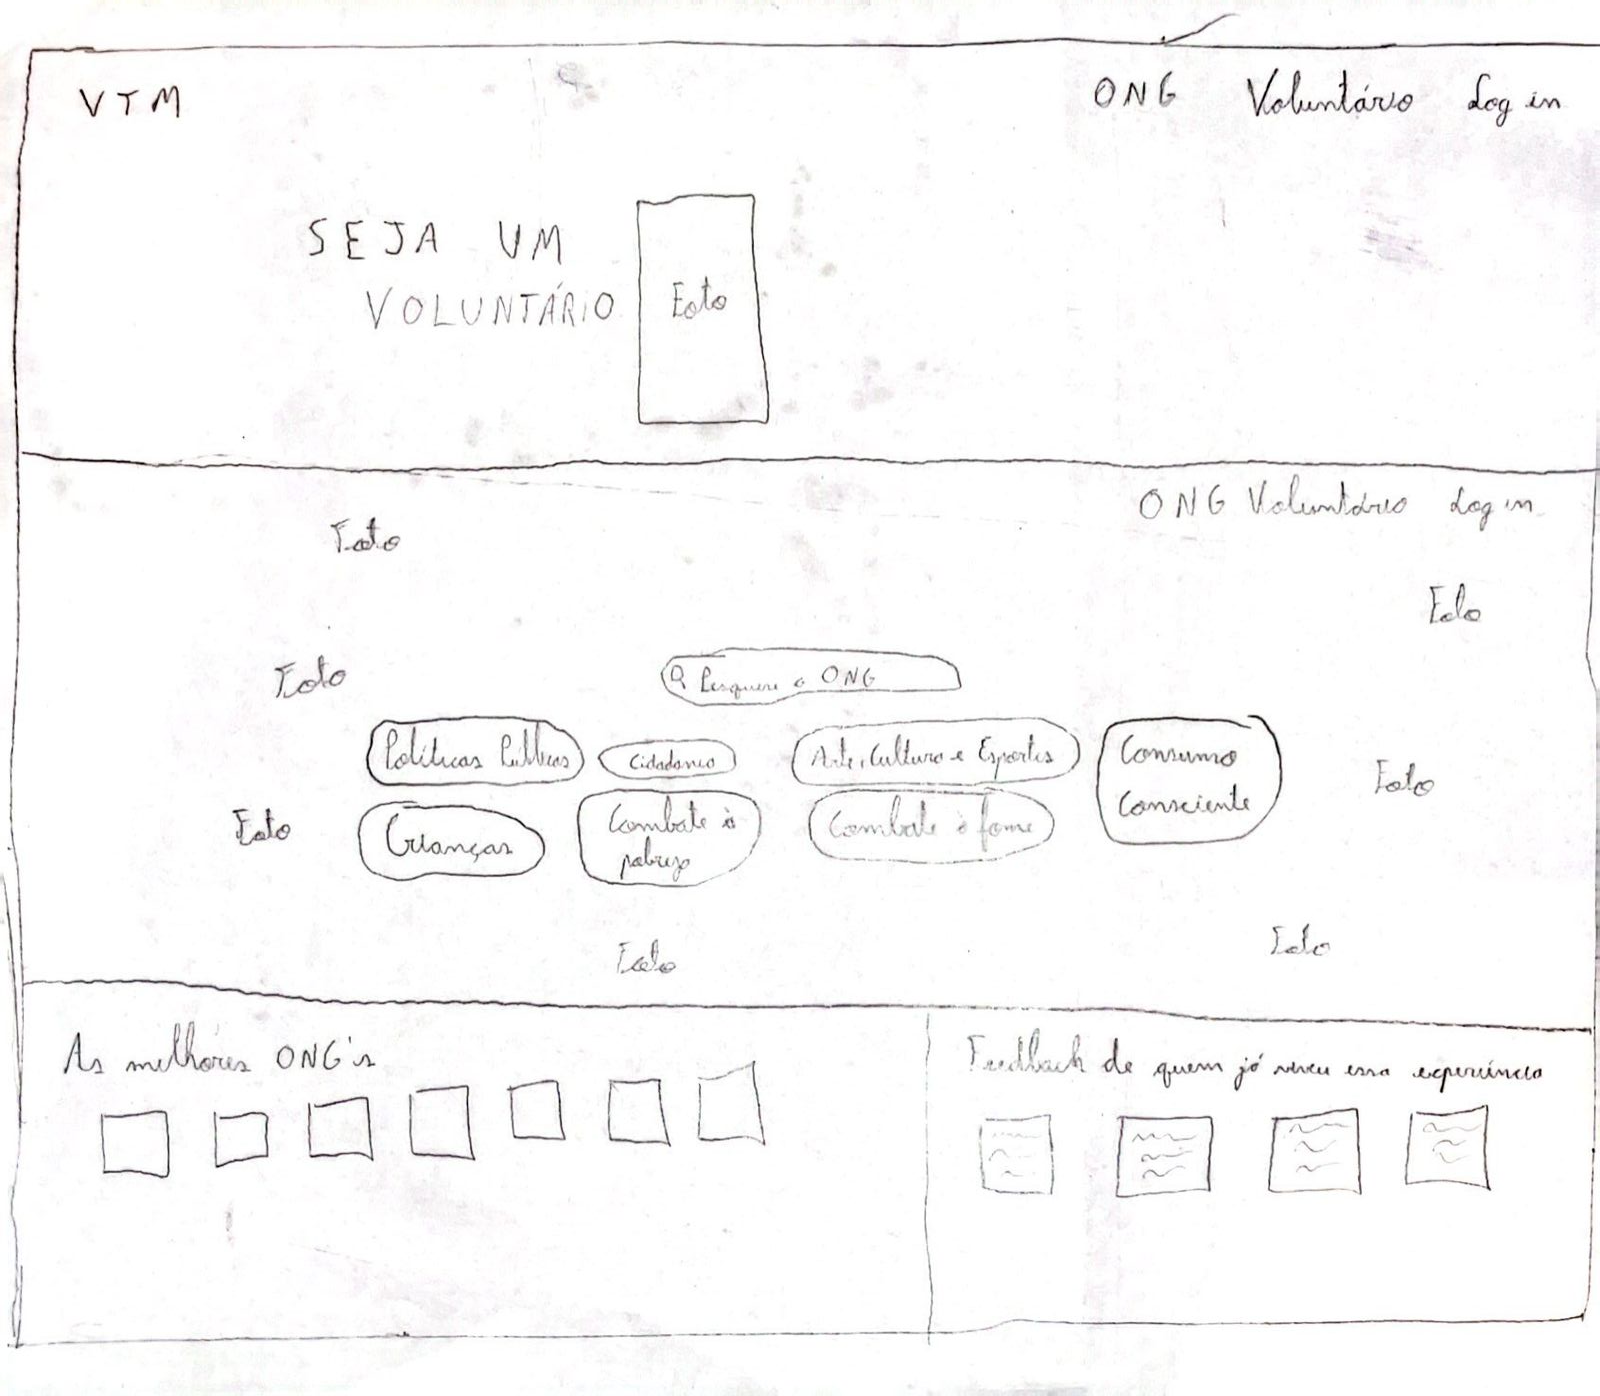 VTM
ONG Voluntário Log in
SEJA UM
VOLUNTÁRIO
Foto
ONG Voluntário Log in
Foto
Foto
Foto
Pesquise a ONG
Políticas Públicas
Cidadania
Arte, Cultura e Esportes
Consumo
Consciente
Foto
Foto
Crianças
Combate à
pobreza
Combate à fome
Foto
Foto
As melhores ONG's
Feedback de quem já viveu essa experiência